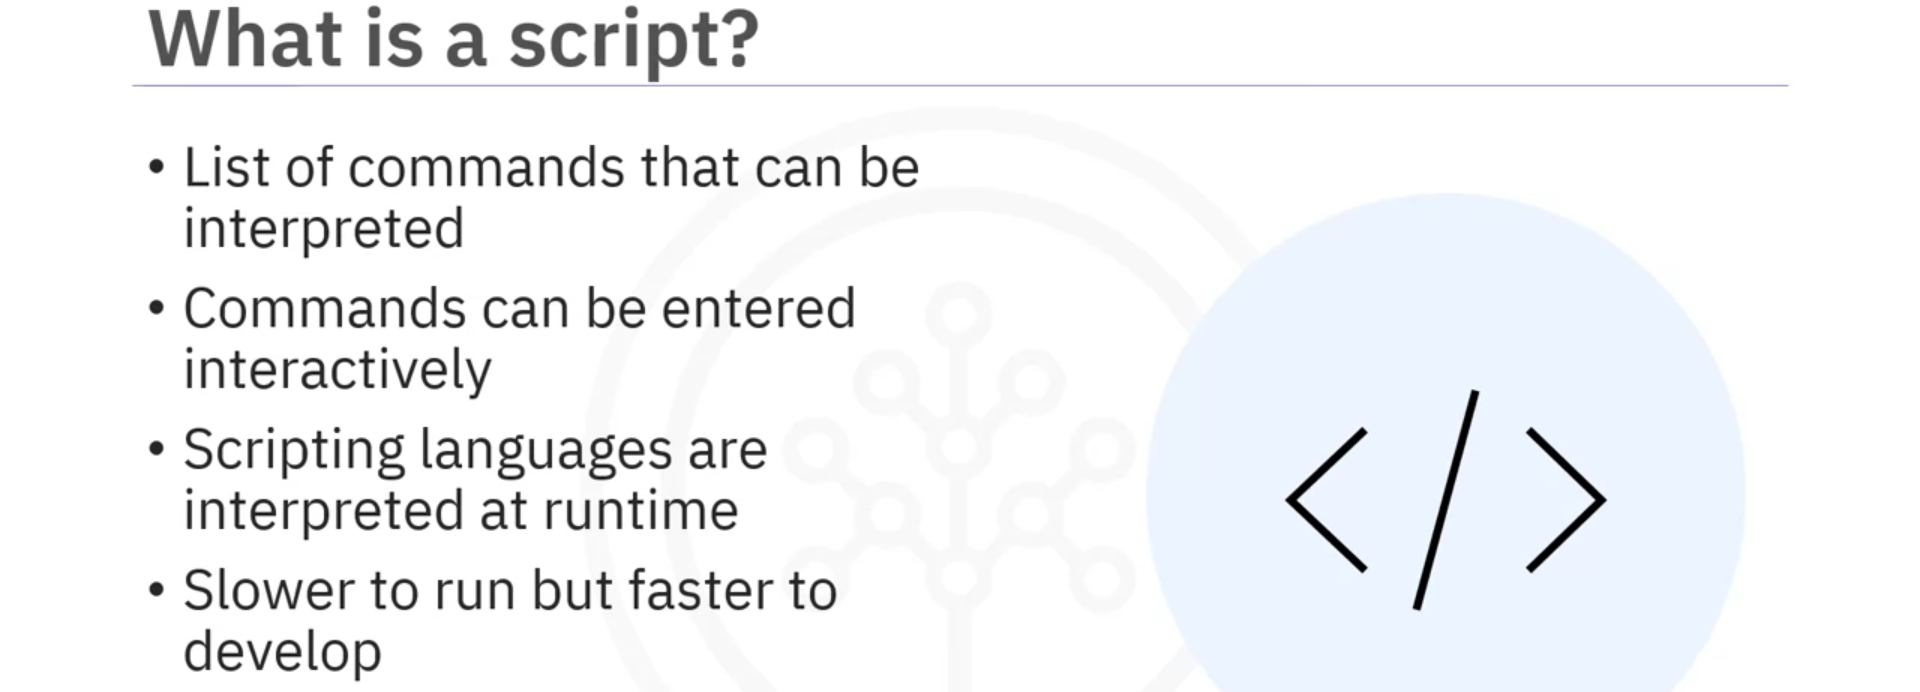 What is a script?
• List of commands that can be
interpreted
• Commands can be entered
interactively
• Scripting languages are
interpreted at runtime
• Slower to run but faster to
develop